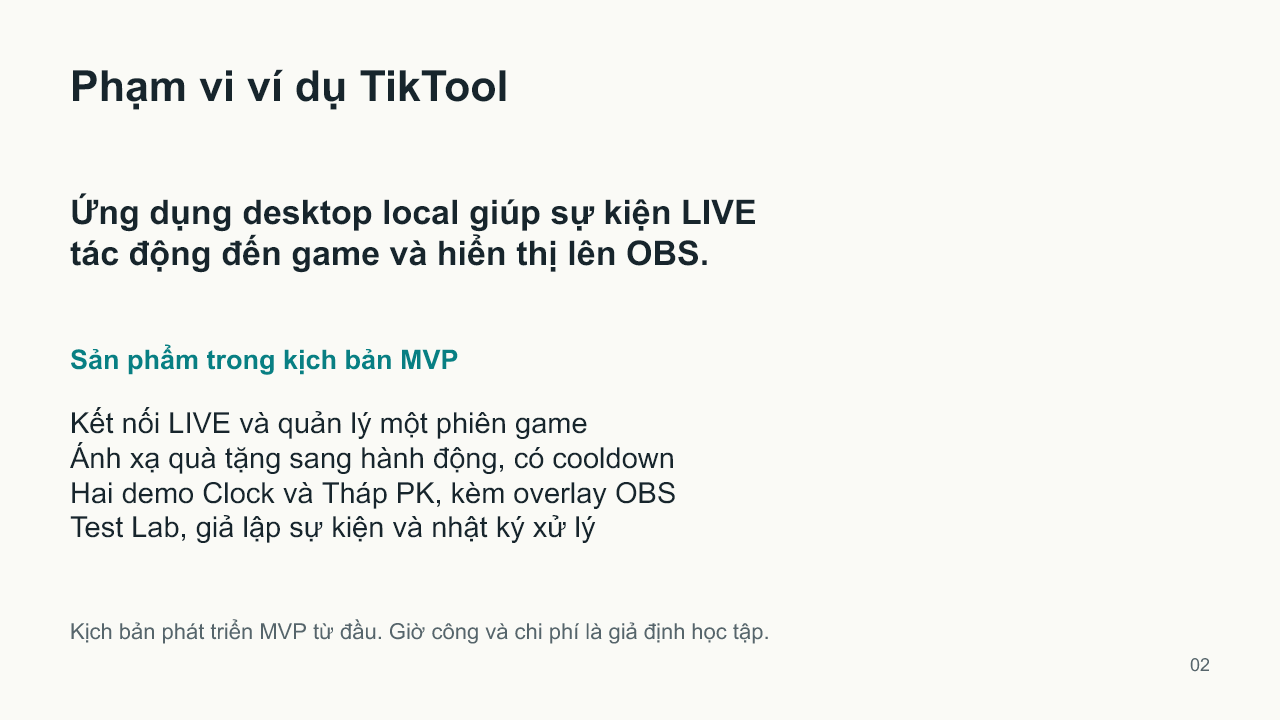 Phạm vi ví dụ TikTool
Ứng dụng desktop local giúp sự kiện LIVE
tác động đến game và hiển thị lên OBS.
Sản phẩm trong kịch bản MVP
Kết nối LIVE và quản lý một phiên game
Ánh xạ quà tặng sang hành động, có cooldown
Hai demo Clock và Tháp PK, kèm overlay OBS
Test Lab, giả lập sự kiện và nhật ký xử lý
Kịch bản phát triển MVP từ đầu. Giờ công và chi phí là giả định học tập.
02